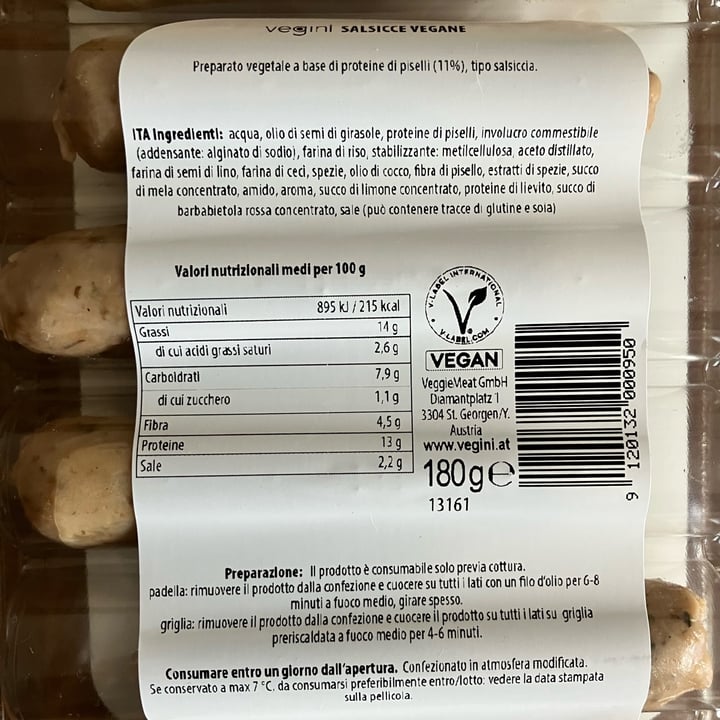 vegini SALSICCE VEGANE
Preparato vegetale a base di proteine di piselli (11%), tipo salsiccia.
ITA Ingredienti: acqua, olio di semi di girasole, proteine di piselli, involucro commestibile
(addensante: alginato di sodio), farina di riso, stabilizzante: metilcellulosa, aceto distillato,
farina di semi di lino, farina di ceci, spezie, olio di cocco, fibra di pisello, estratti di spezie, succo
di mela concentrato, amido, aroma, succo di limone concentrato, proteine di lievito, succo di
barbabietola rossa concentrato, sale (può contenere tracce di glutine e soia)
Valori nutrizionali medi per 100 g
Valori nutrizionali 895 kJ / 215 kcal
Grassi 14 g
di cui acidi grassi saturi 2,6 g
Carboidrati 7,9 g
di cui zucchero 1,1 g
Fibra 4,5 g
Proteine 13 g
Sale 2,2 g
V-LABEL INTERNATIONAL
V-LABEL.COM
VEGAN
VeggieMeat GmbH
Diamantplatz 1
3304 St. Georgen/Y.
Austria
www.vegini.at
180g e
13161
9 120132 000950
Preparazione: Il prodotto è consumabile solo previa cottura.
padella: rimuovere il prodotto dalla confezione e cuocere su tutti i lati con un filo d'olio per 6-8
minuti a fuoco medio, girare spesso.
griglia: rimuovere il prodotto dalla confezione e cuocere il prodotto su tutti i lati su griglia
preriscaldata a fuoco medio per 4-6 minuti.
Consumare entro un giorno dall'apertura. Confezionato in atmosfera modificata.
Se conservato a max 7 °C, da consumarsi preferibilmente entro/lotto: vedere la data stampata
sulla pellicola.